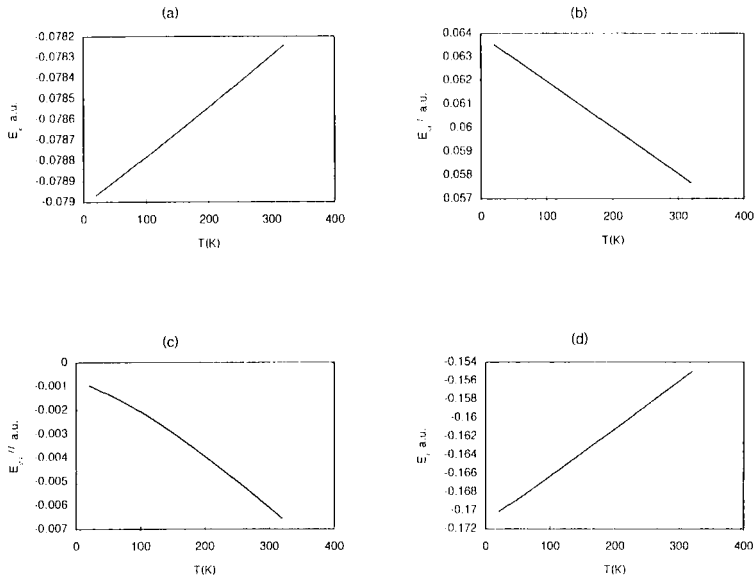 (a)
-0.0782
-0.0783
-0.0784
-0.0785
-0.0786
-0.0787
-0.0788
-0.0789
-0.079
0 100 200 300 400
T(K)
a.u.
(b)
0.064
0.063
0.062
0.061
0.06
0.059
0.058
0.057
0 100 200 300 400
T(K)
a.u.
(c)
0
-0.001
-0.002
-0.003
-0.004
-0.005
-0.006
-0.007
0 100 200 300 400
T(K)
a.u.
(d)
-0.154
-0.156
-0.158
-0.16
-0.162
-0.164
-0.166
-0.168
-0.17
-0.172
0 100 200 300 400
T(K)
a.u.